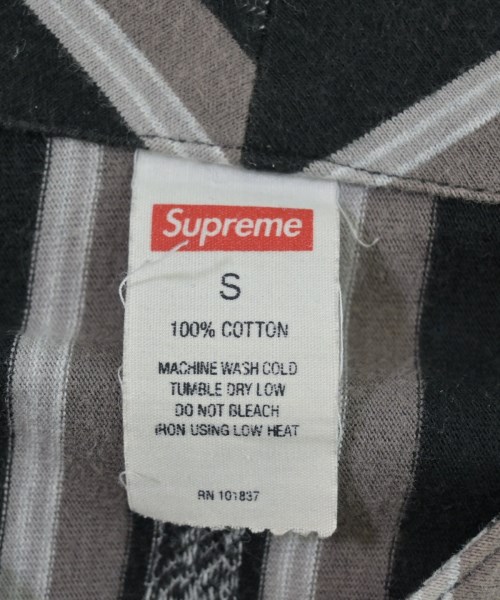 Supreme
S
100% COTTON
MACHINE WASH COLD
TUMBLE DRY LOW
DO NOT BLEACH
IRON USING LOW HEAT
RN 101837